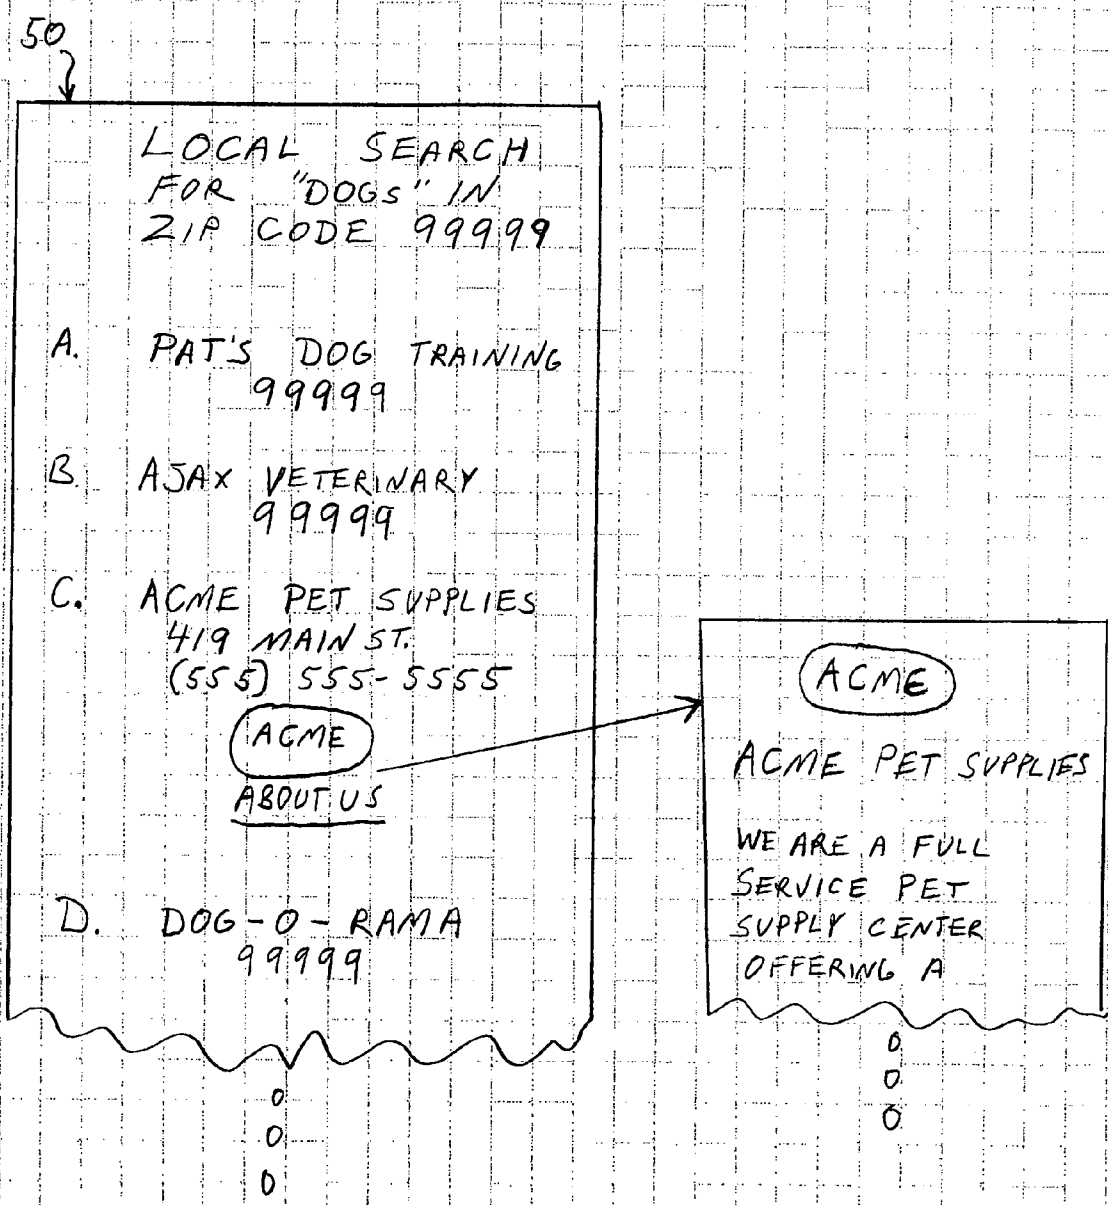 50
LOCAL SEARCH
FOR "DOGS" IN
ZIP CODE 99999
A. PAT'S DOG TRAINING
99999
B. AJAX VETERINARY
99999
C. ACME PET SUPPLIES
419 MAIN ST.
(555) 555-5555
ACME
ABOUT US
D. DOG-O-RAMA
99999
ACME
ACME PET SUPPLIES
WE ARE A FULL
SERVICE PET
SUPPLY CENTER
OFFERING A